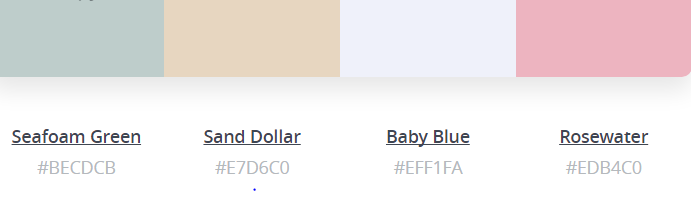 Seafoam Green Sand Dollar Baby Blue Rosewater
#BECDCB #E7D6C0 #EFF1FA #EDB4C0